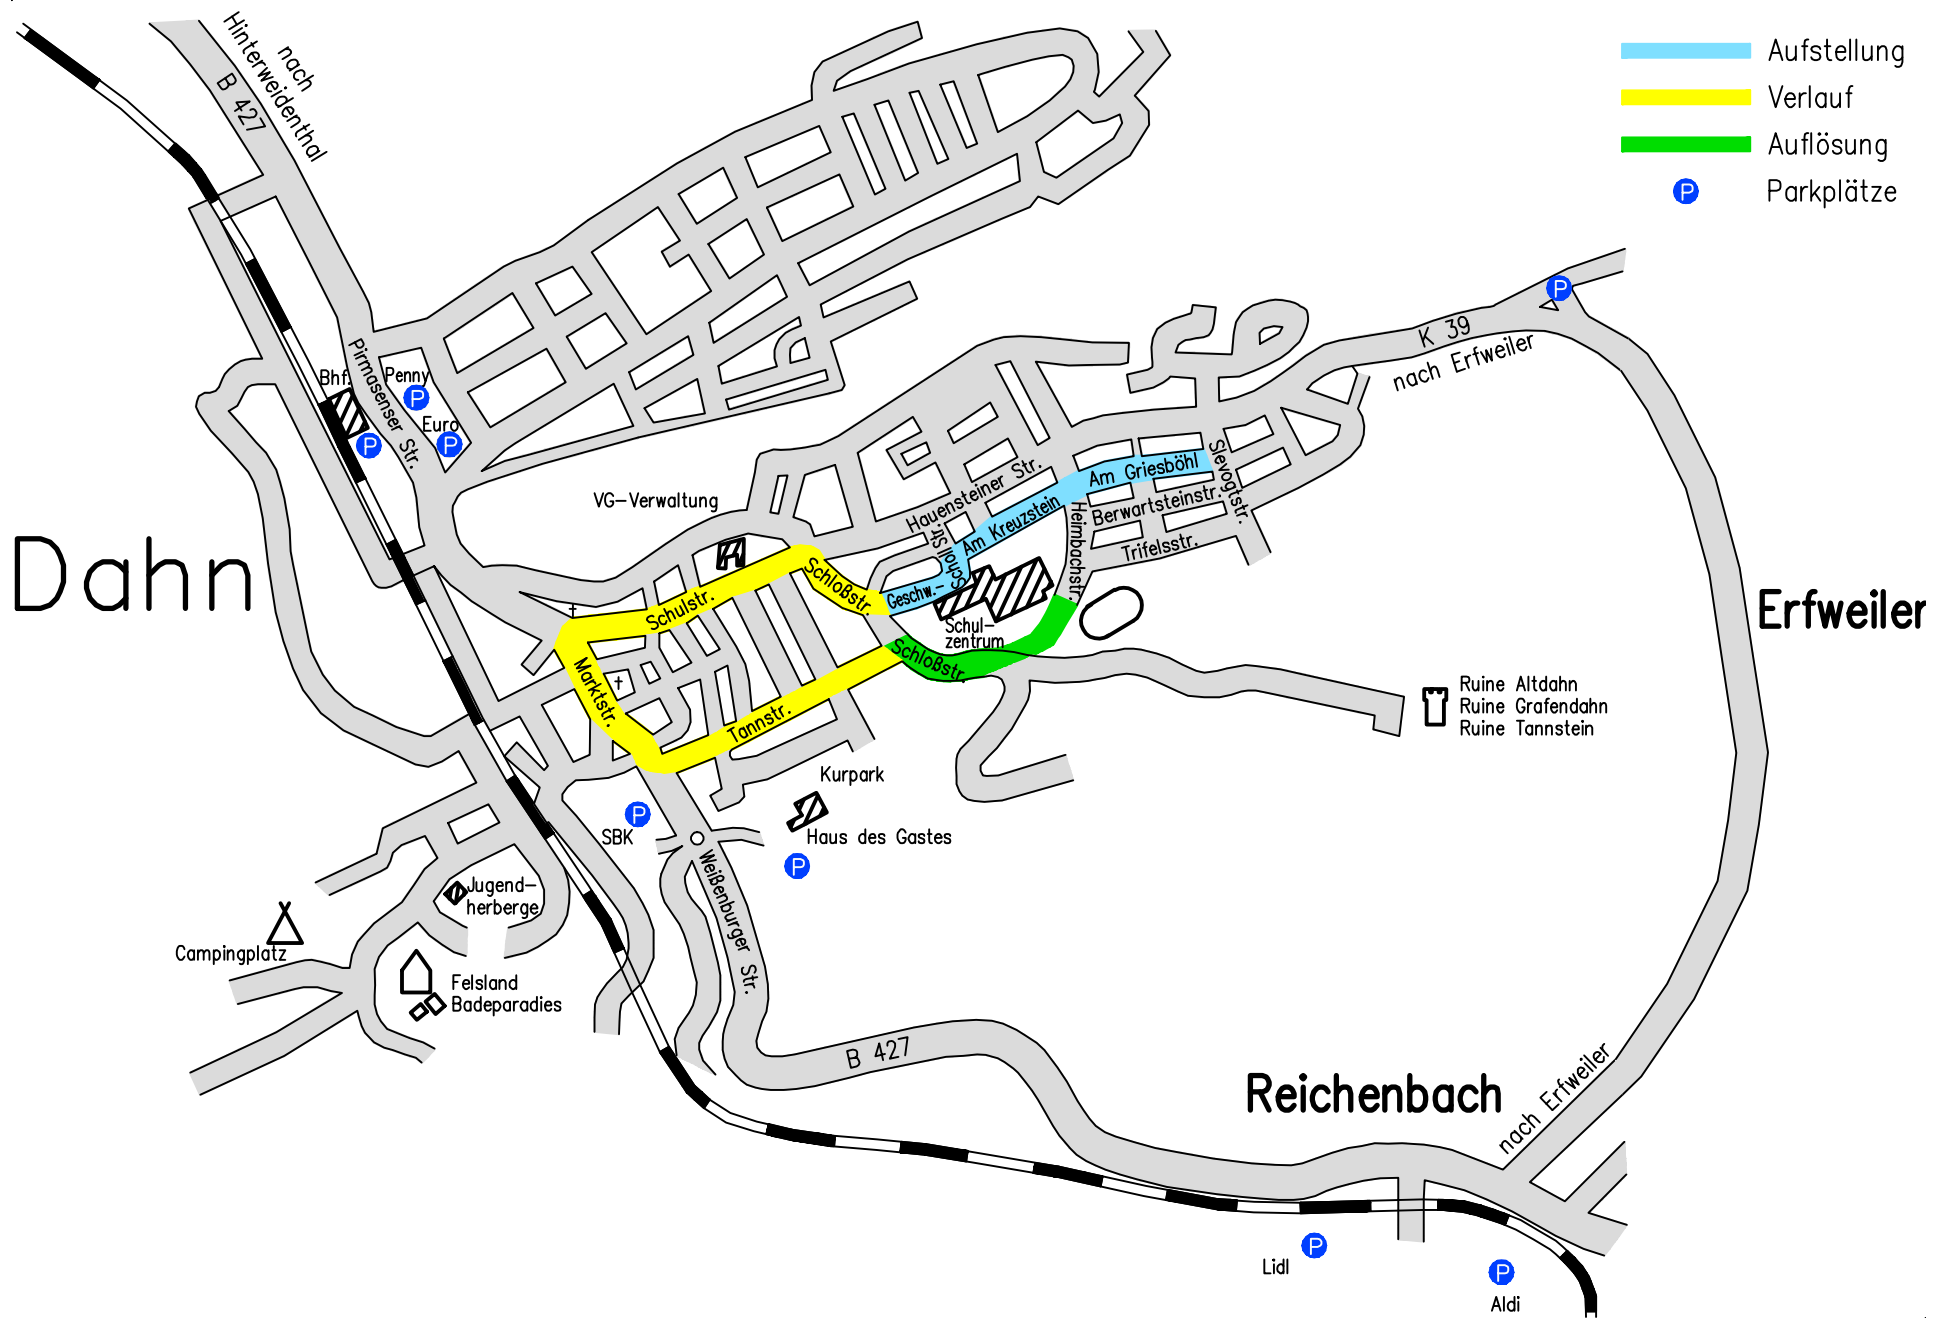 Aufstellung
Verlauf
Auflösung
P Parkplätze
nach
Hinterweidenthal
B 427
P
K 39
nach Erfweiler
Pirmasenser Str.
Bhf.
Penny
P
Euro
P
P
VG-Verwaltung
Hauensteiner Str.
Am Kreuzstein
Am Griesböhl
Slevogtstr.
Berwartsteinstr.
Trifelsstr.
Heimbachstr.
Geschw.-
Scholl Str.
Schloßstr.
Schulstr.
Schul-
zentrum
Schloßstr.
Marktstr.
Tannstr.
Dahn
Erfweiler
Ruine Altdahn
Ruine Grafendahn
Ruine Tannstein
Kurpark
Haus des Gastes
P
P
SBK
Weißenburger Str.
Jugend-
herberge
Campingplatz
Felsland
Badeparadies
B 427
Reichenbach
nach Erfweiler
P
Lidl
P
Aldi